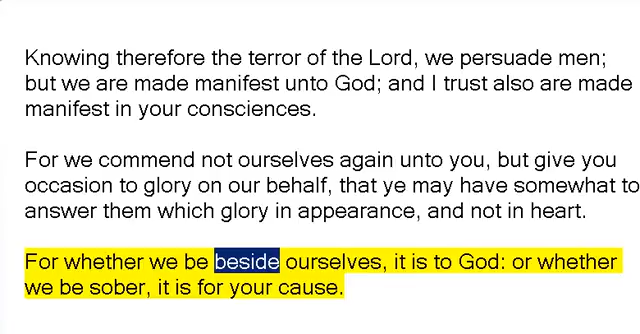 Knowing therefore the terror of the Lord, we persuade men;
but we are made manifest unto God; and I trust also are made
manifest in your consciences.
For we commend not ourselves again unto you, but give you
occasion to glory on our behalf, that ye may have somewhat to
answer them which glory in appearance, and not in heart.
For whether we be beside ourselves, it is to God: or whether
we be sober, it is for your cause.